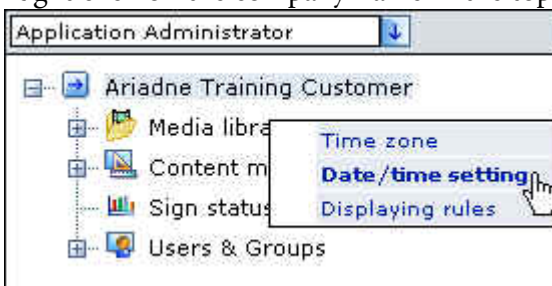 Application Administrator
Ariadne Training Customer
Media libra
Time zone
Content m
Date/time setting
Sign status
Displaying rules
Users & Groups